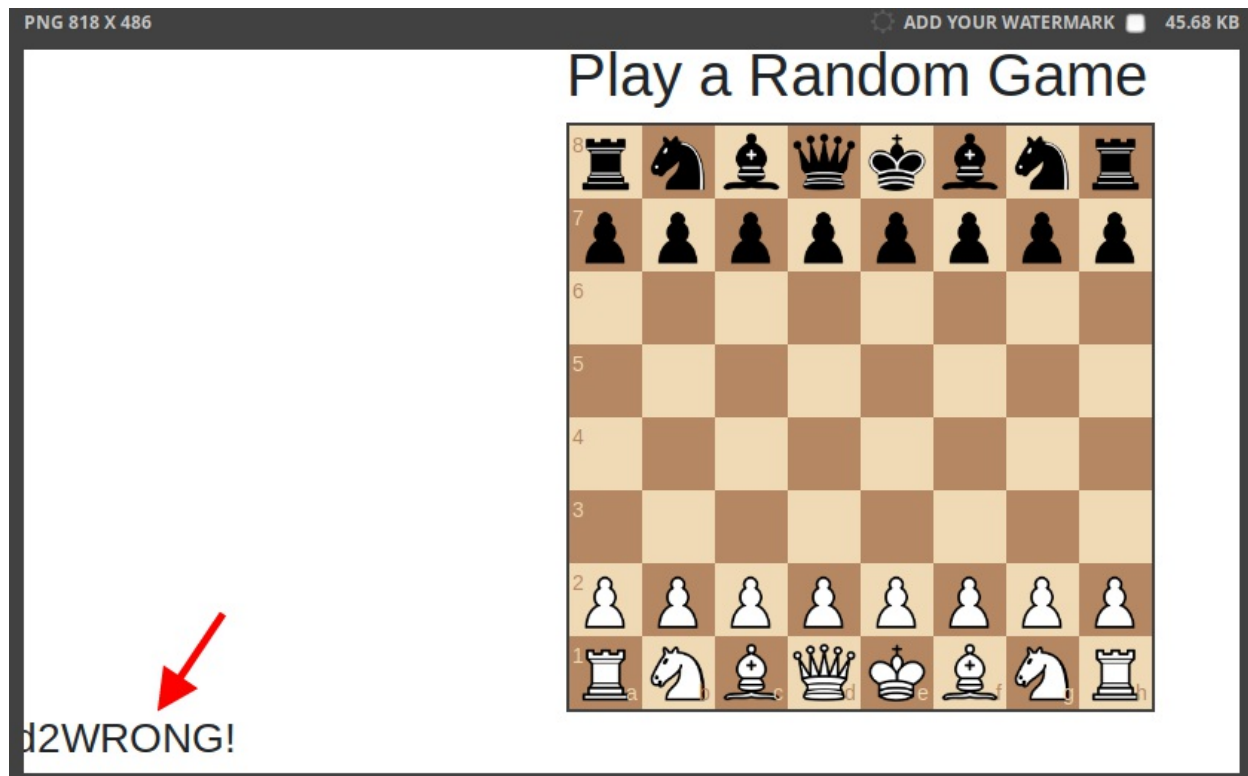 PNG 818 X 486
ADD YOUR WATERMARK
45.68 KB
Play a Random Game
8
7
6
5
4
3
2
1
a b c d e f g h
d2WRONG!